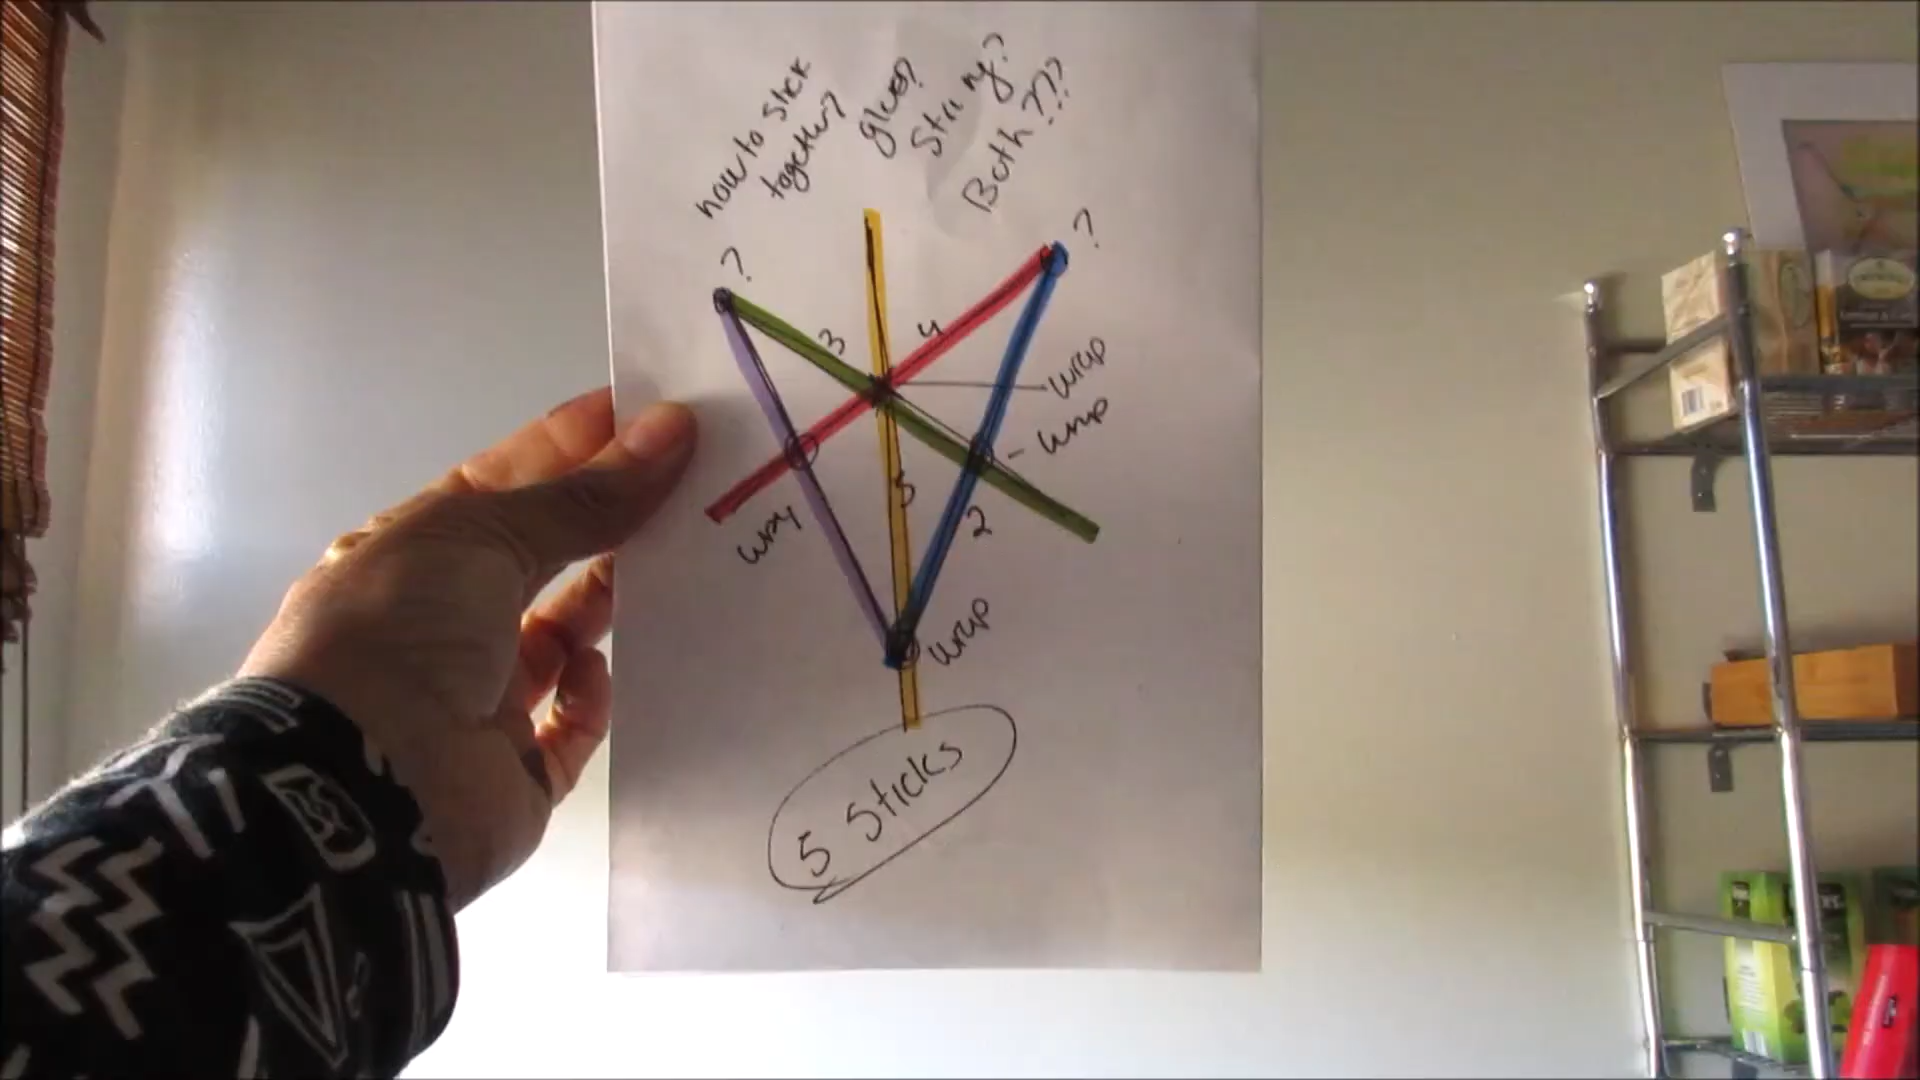 how to stick
together?
glue?
String?
Both???
?
?
3
4
wrap
wrap
5
2
wrap
wrap
5 Sticks